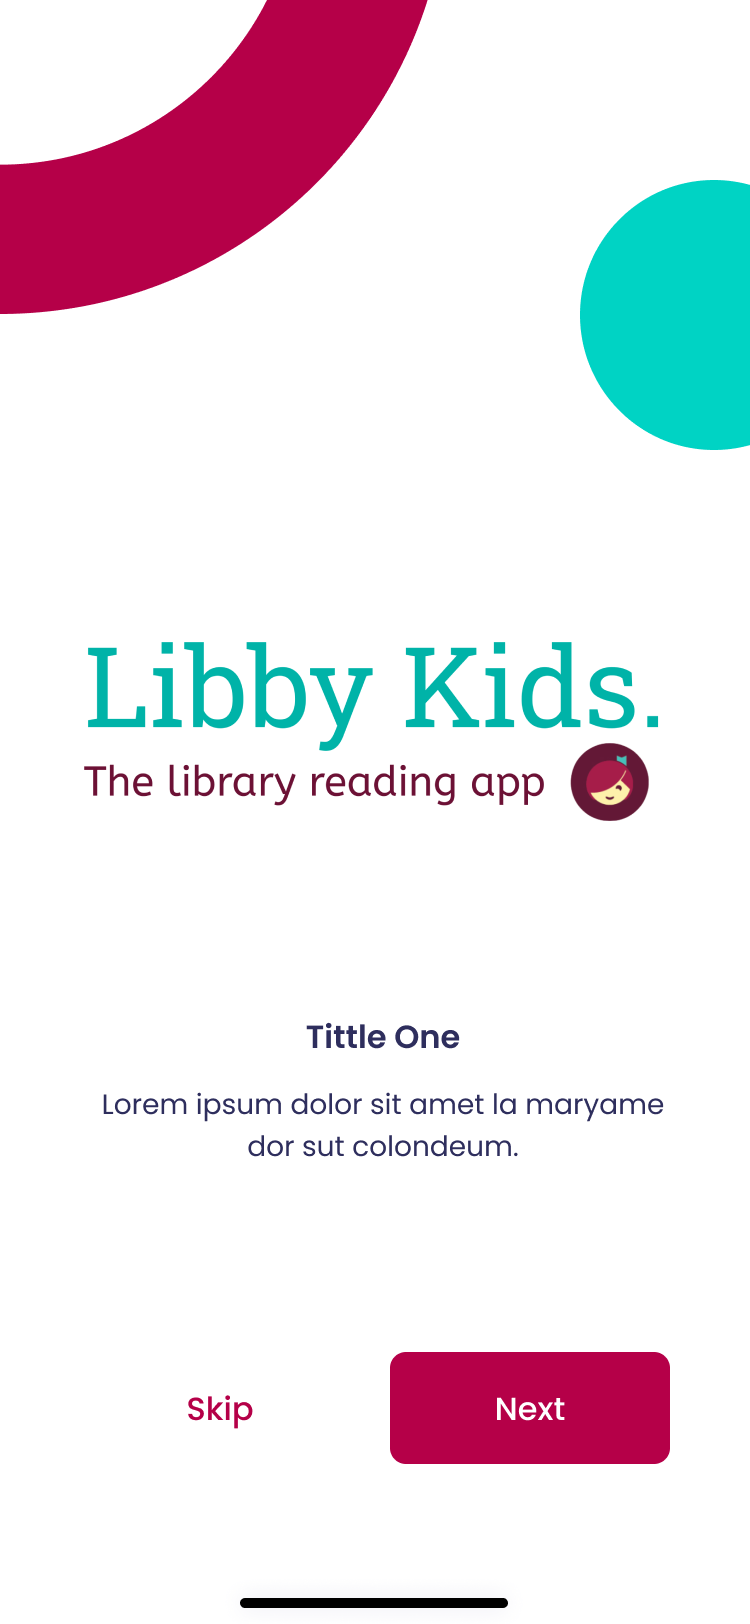 Libby Kids.
The library reading app
Tittle One
Lorem ipsum dolor sit amet la maryame
dor sut colondeum.
Skip
Next